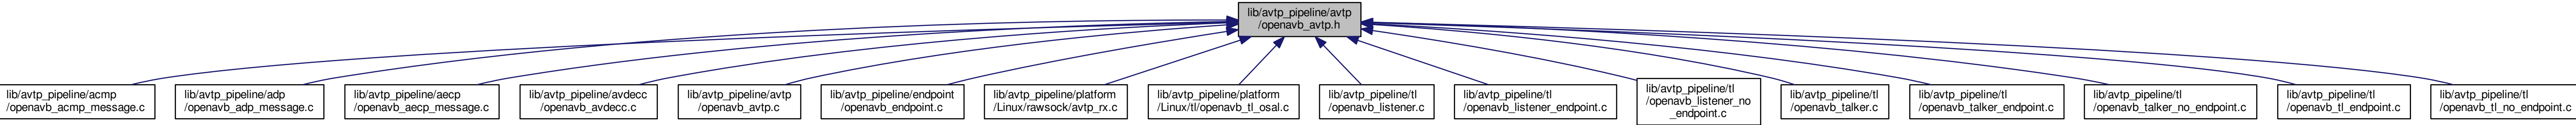 lib/avtp_pipeline/avtp
/openavb_avtp.h
lib/avtp_pipeline/acmp
/openavb_acmp_message.c
lib/avtp_pipeline/adp
/openavb_adp_message.c
lib/avtp_pipeline/aecp
/openavb_aecp_message.c
lib/avtp_pipeline/avdecc
/openavb_avdecc.c
lib/avtp_pipeline/avtp
/openavb_avtp.c
lib/avtp_pipeline/endpoint
/openavb_endpoint.c
lib/avtp_pipeline/platform
/Linux/rawsock/avtp_rx.c
lib/avtp_pipeline/platform
/Linux/tl/openavb_tl_osal.c
lib/avtp_pipeline/tl
/openavb_listener.c
lib/avtp_pipeline/tl
/openavb_listener_endpoint.c
lib/avtp_pipeline/tl
/openavb_listener_no
_endpoint.c
lib/avtp_pipeline/tl
/openavb_talker.c
lib/avtp_pipeline/tl
/openavb_talker_endpoint.c
lib/avtp_pipeline/tl
/openavb_talker_no_endpoint.c
lib/avtp_pipeline/tl
/openavb_tl_endpoint.c
lib/avtp_pipeline/tl
/openavb_tl_no_endpoint.c